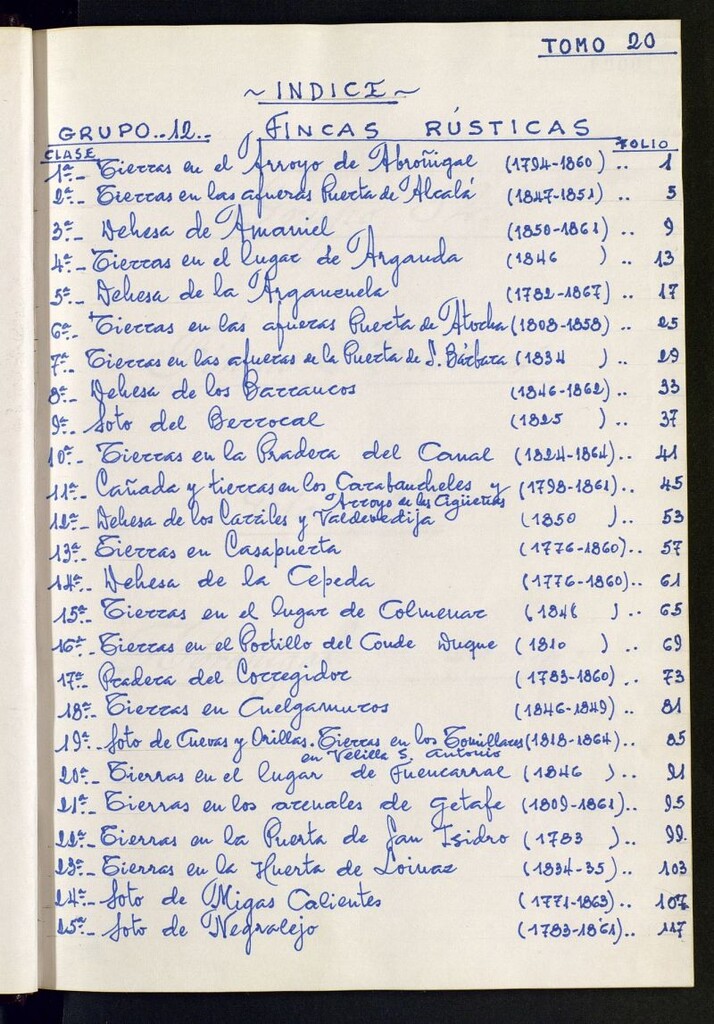 TOMO 20
~ INDICE ~
GRUPO..12.. FINCAS RÚSTICAS
CLASE FOLIO
1ª.- Tierras en el Arroyo de Abroñigal (1794-1860) .. 1
2ª.- Tierras en las afueras Puerta de Alcalá (1847-1851) .. 5
3ª.- Dehesa de Amaniel (1850-1861) .. 9
4ª.- Tierras en el lugar de Arganda (1846 ) .. 13
5ª.- Dehesa de la Arganzuela (1782-1867) .. 17
6ª.- Tierras en las afueras Puerta de Atocha (1808-1858) .. 25
7ª.- Tierras en las afueras de la Puerta de S. Bárbara (1834 ) .. 29
8ª.- Dehesa de los Barrancos (1846-1862) .. 33
9ª.- Soto del Berrocal (1825 ) .. 37
10ª.- Tierras en la Pradera del Canal (1824-1864) .. 41
11ª.- Cañada y tierras en los Carabancheles y (1798-1861) .. 45
Arroyo de las Cigüeñas
12ª.- Dehesa de los Carriles y Valdevedija (1850 ) .. 53
13ª.- Tierras en Casapuerta (1776-1860) .. 57
14ª.- Dehesa de la Cepeda (1776-1860) .. 61
15ª.- Tierras en el lugar de Colmenar (1846 ) .. 65
16ª.- Tierras en el Portillo del Conde Duque (1810 ) .. 69
17ª.- Pradera del Corregidor (1783-1860) .. 73
18ª.- Tierras en Cuelgamuros (1846-1849) .. 81
19ª.- Soto de Cuevas y Orillas. Tierras en los Tomillares (1818-1864) .. 85
en Velilla S. Antonio
20ª.- Tierras en el lugar de Fuencarral (1846 ) .. 91
21ª.- Tierras en los arenales de Getafe (1809-1861) .. 95
22ª.- Tierras en la Puerta de San Isidro (1783 ) .. 99
23ª.- Tierras en la Huerta de Loinaz (1834-35) .. 103
24ª.- Soto de Migas Calientes (1771-1863) .. 107
25ª.- Soto de Negralejo (1783-1861) .. 117